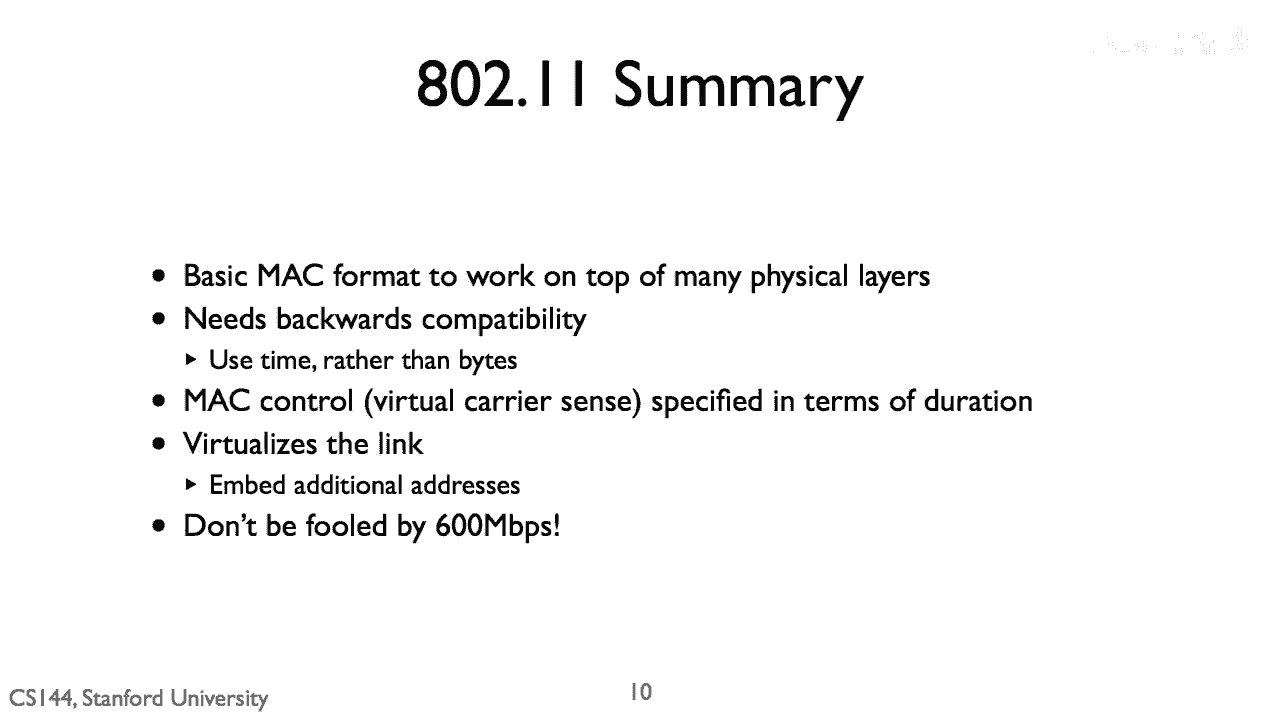 802.11 Summary
• Basic MAC format to work on top of many physical layers
• Needs backwards compatibility
‣ Use time, rather than bytes
• MAC control (virtual carrier sense) specified in terms of duration
• Virtualizes the link
‣ Embed additional addresses
• Don't be fooled by 600Mbps!
CS144, Stanford University
10